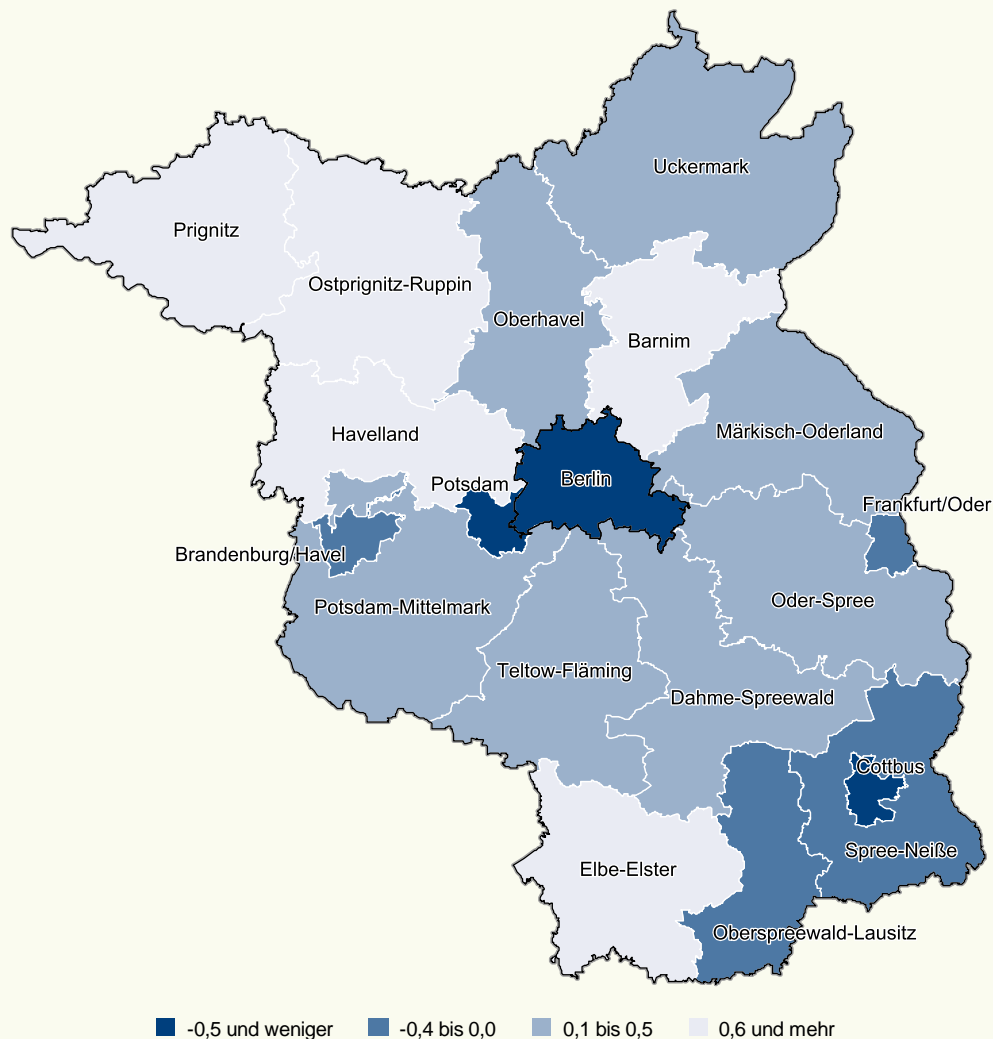 Uckermark
Prignitz
Ostprignitz-Ruppin
Oberhavel
Barnim
Havelland
Märkisch-Oderland
Potsdam
Berlin
Frankfurt/Oder
Brandenburg/Havel
Potsdam-Mittelmark
Oder-Spree
Teltow-Fläming
Dahme-Spreewald
Cottbus
Spree-Neiße
Elbe-Elster
Oberspreewald-Lausitz
-0,5 und weniger -0,4 bis 0,0 0,1 bis 0,5 0,6 und mehr